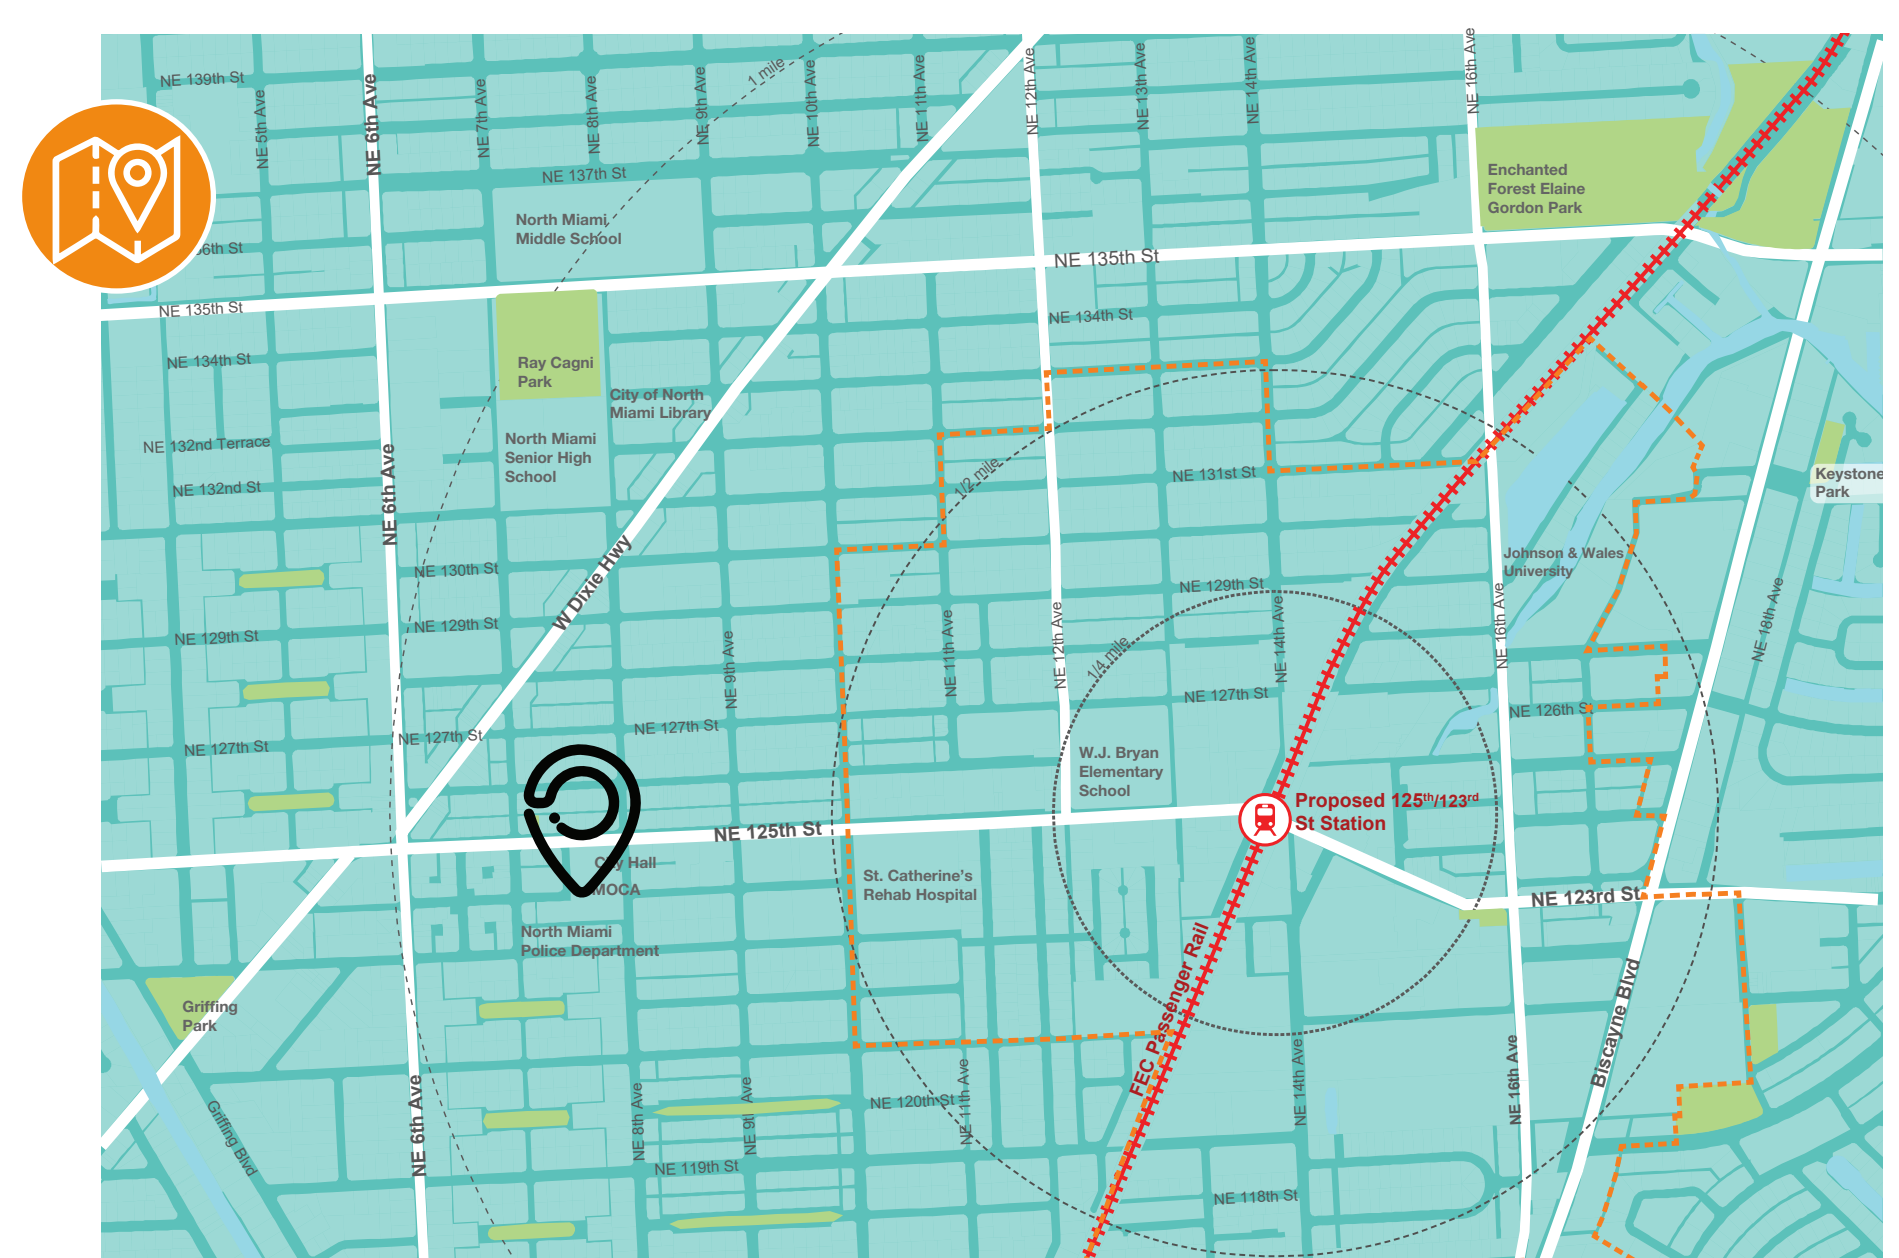 NE 139th St
NE 5th Ave
NE 6th Ave
NE 7th Ave
NE 8th Ave
NE 9th Ave
1 mile
NE 10th Ave
NE 11th Ave
NE 12th Ave
NE 13th Ave
NE 14th Ave
NE 16th Ave
NE 137th St
Enchanted
Forest Elaine
Gordon Park
North Miami
Middle School
6th St
NE 135th St
NE 135th St
NE 134th St
NE 134th St
Ray Cagni
Park
City of North
Miami Library
NE 132nd Terrace
North Miami
Senior High
School
NE 6th Ave
NE 132nd St
1/2 mile
NE 131st St
Keystone
Park
W Dixie Hwy
NE 130th St
Johnson & Wales
University
NE 129th St
NE 129th St
NE 129th St
NE 9th Ave
NE 11th Ave
NE 12th Ave
1/4 mile
NE 14th Ave
NE 16th Ave
NE 18th Ave
NE 127th St
NE 126th St
NE 127th St
NE 127th St
NE 127th St
W.J. Bryan
Elementary
School
Proposed 125th/123rd
St Station
NE 125th St
City Hall
MOCA
St. Catherine's
Rehab Hospital
NE 123rd St
North Miami
Police Department
FEC Passenger Rail
Biscayne Blvd
Griffing
Park
Griffing Blvd
NE 6th Ave
NE 8th Ave
NE 9th Ave
NE 120th St
NE 11th Ave
NE 14th Ave
NE 16th Ave
NE 119th St
NE 118th St